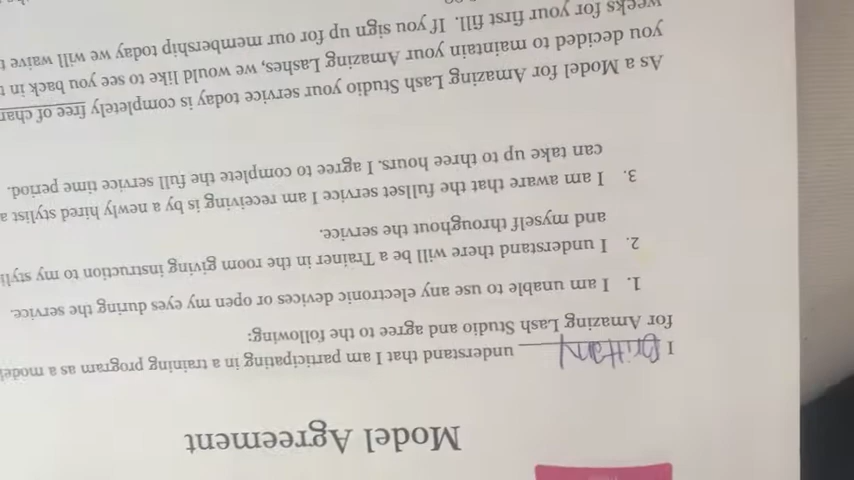 Model Agreement
I Brittany understand that I am participating in a training program as a model
for Amazing Lash Studio and agree to the following:
1. I am unable to use any electronic devices or open my eyes during the service.
2. I understand there will be a Trainer in the room giving instruction to my
and myself throughout the service.
3. I am aware that the fullset service I am receiving is by a newly hired stylist
can take up to three hours. I agree to complete the full service time period.
As a Model for Amazing Lash Studio your service today is completely free of
you decided to maintain your Amazing Lashes, we would like to see you back in
weeks for your first fill. If you sign up for our membership today we will waive